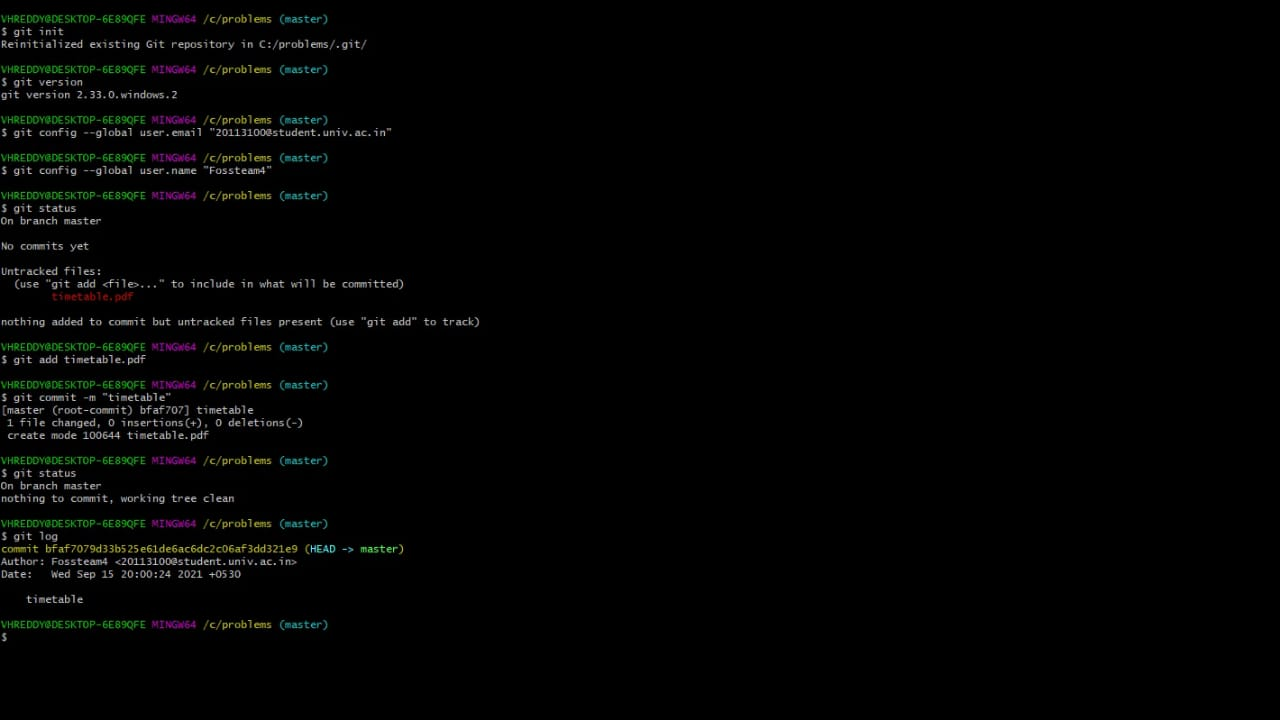 VHREDDY@DESKTOP-6E89QFE MINGW64 /c/problems (master)
$ git init
Reinitialized existing Git repository in C:/problems/.git/
VHREDDY@DESKTOP-6E89QFE MINGW64 /c/problems (master)
$ git version
git version 2.33.0.windows.2
VHREDDY@DESKTOP-6E89QFE MINGW64 /c/problems (master)
$ git config --global user.email "20113100@student.univ.ac.in"
VHREDDY@DESKTOP-6E89QFE MINGW64 /c/problems (master)
$ git config --global user.name "Fossteam4"
VHREDDY@DESKTOP-6E89QFE MINGW64 /c/problems (master)
$ git status
On branch master
No commits yet
Untracked files:
  (use "git add <file>..." to include in what will be committed)
        timetable.pdf
nothing added to commit but untracked files present (use "git add" to track)
VHREDDY@DESKTOP-6E89QFE MINGW64 /c/problems (master)
$ git add timetable.pdf
VHREDDY@DESKTOP-6E89QFE MINGW64 /c/problems (master)
$ git commit -m "timetable"
[master (root-commit) bfaf707] timetable
 1 file changed, 0 insertions(+), 0 deletions(-)
 create mode 100644 timetable.pdf
VHREDDY@DESKTOP-6E89QFE MINGW64 /c/problems (master)
$ git status
On branch master
nothing to commit, working tree clean
VHREDDY@DESKTOP-6E89QFE MINGW64 /c/problems (master)
$ git log
commit bfaf7079d33b525e61de6ac6dc2c06af3dd321e9 (HEAD -> master)
Author: Fossteam4 <20113100@student.univ.ac.in>
Date:   Wed Sep 15 20:00:24 2021 +0530
    timetable
VHREDDY@DESKTOP-6E89QFE MINGW64 /c/problems (master)
$